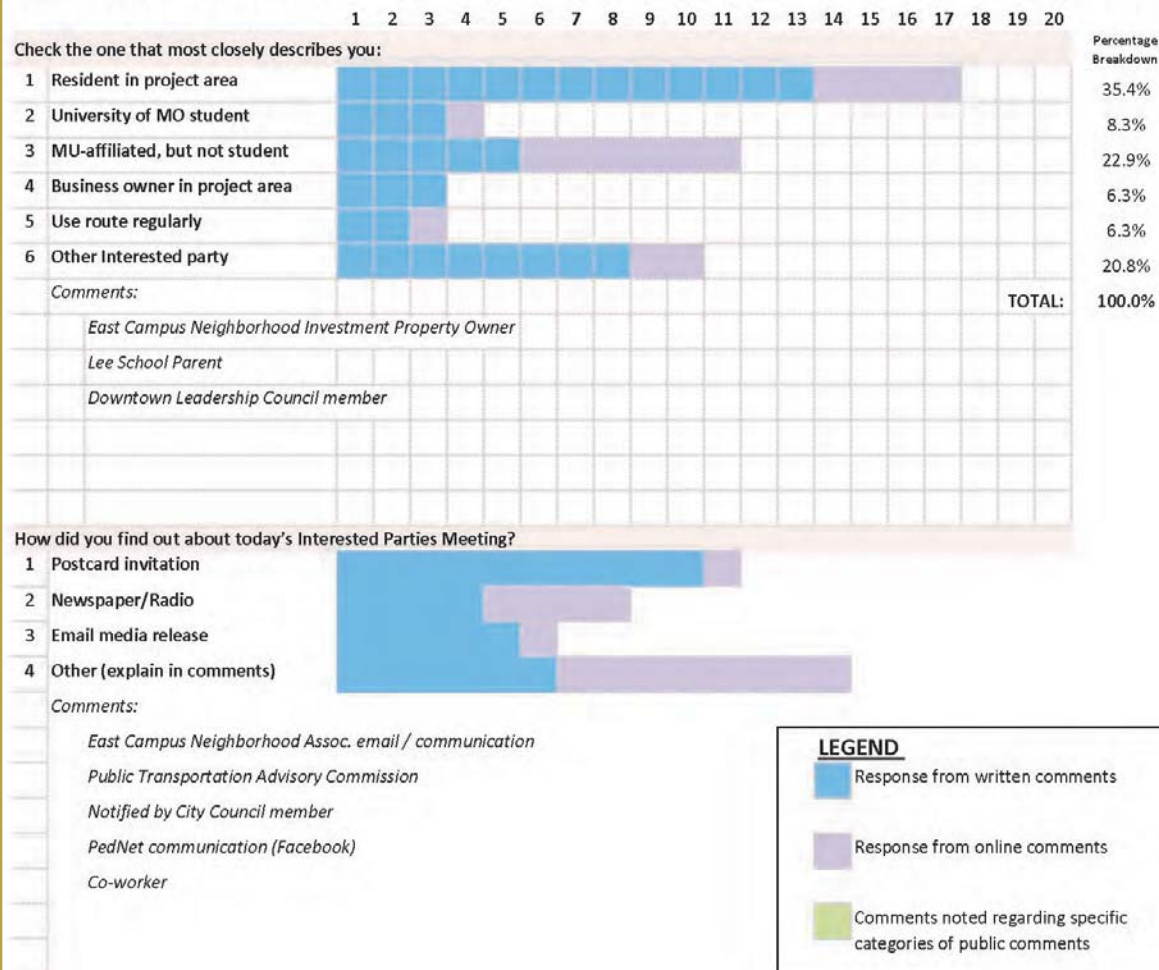 1 2 3 4 5 6 7 8 9 10 11 12 13 14 15 16 17 18 19 20
Percentage
Breakdown
Check the one that most closely describes you:
1 Resident in project area 35.4%
2 University of MO student 8.3%
3 MU-affiliated, but not student 22.9%
4 Business owner in project area 6.3%
5 Use route regularly 6.3%
6 Other Interested party 20.8%
Comments: TOTAL: 100.0%
East Campus Neighborhood Investment Property Owner
Lee School Parent
Downtown Leadership Council member
How did you find out about today's Interested Parties Meeting?
1 Postcard invitation
2 Newspaper/Radio
3 Email media release
4 Other (explain in comments)
Comments:
East Campus Neighborhood Assoc. email / communication
Public Transportation Advisory Commission
Notified by City Council member
PedNet communication (Facebook)
Co-worker
LEGEND
Response from written comments
Response from online comments
Comments noted regarding specific
categories of public comments